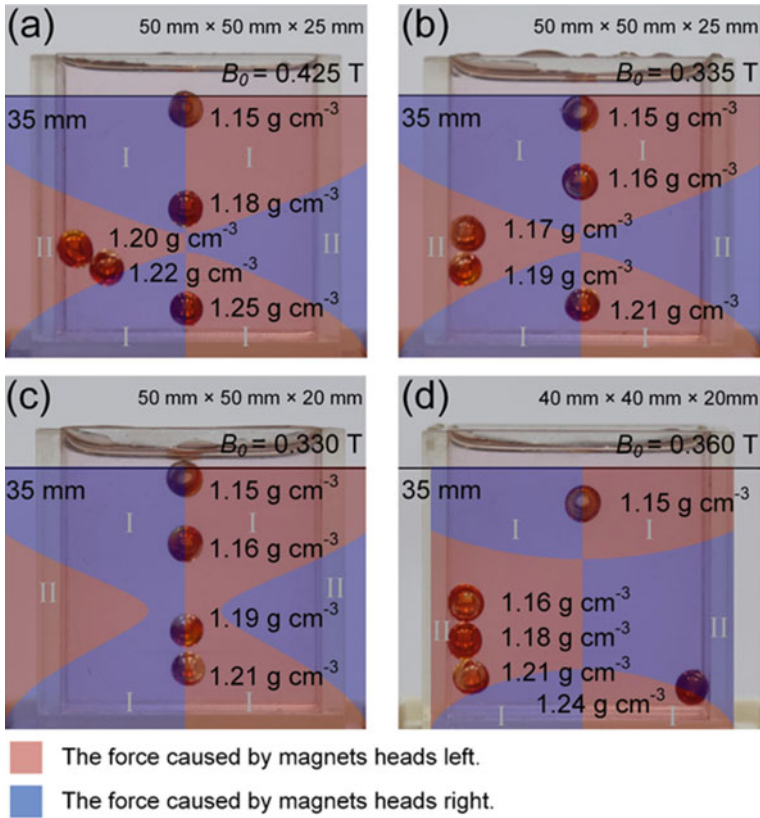 (a) 50 mm × 50 mm × 25 mm
B₀ = 0.425 T
35 mm
I I
1.15 g cm⁻³
1.18 g cm⁻³
II 1.20 g cm⁻³ II
1.22 g cm⁻³
1.25 g cm⁻³
I I
(b) 50 mm × 50 mm × 25 mm
B₀ = 0.335 T
35 mm
I I
1.15 g cm⁻³
1.16 g cm⁻³
II 1.17 g cm⁻³ II
1.19 g cm⁻³
1.21 g cm⁻³
I I
(c) 50 mm × 50 mm × 20 mm
B₀ = 0.330 T
35 mm
I I
1.15 g cm⁻³
1.16 g cm⁻³
II II
1.19 g cm⁻³
1.21 g cm⁻³
I I
(d) 40 mm × 40 mm × 20mm
B₀ = 0.360 T
35 mm
1.15 g cm⁻³
I I
1.16 g cm⁻³
II 1.18 g cm⁻³ II
1.21 g cm⁻³
1.24 g cm⁻³
I I
The force caused by magnets heads left.
The force caused by magnets heads right.